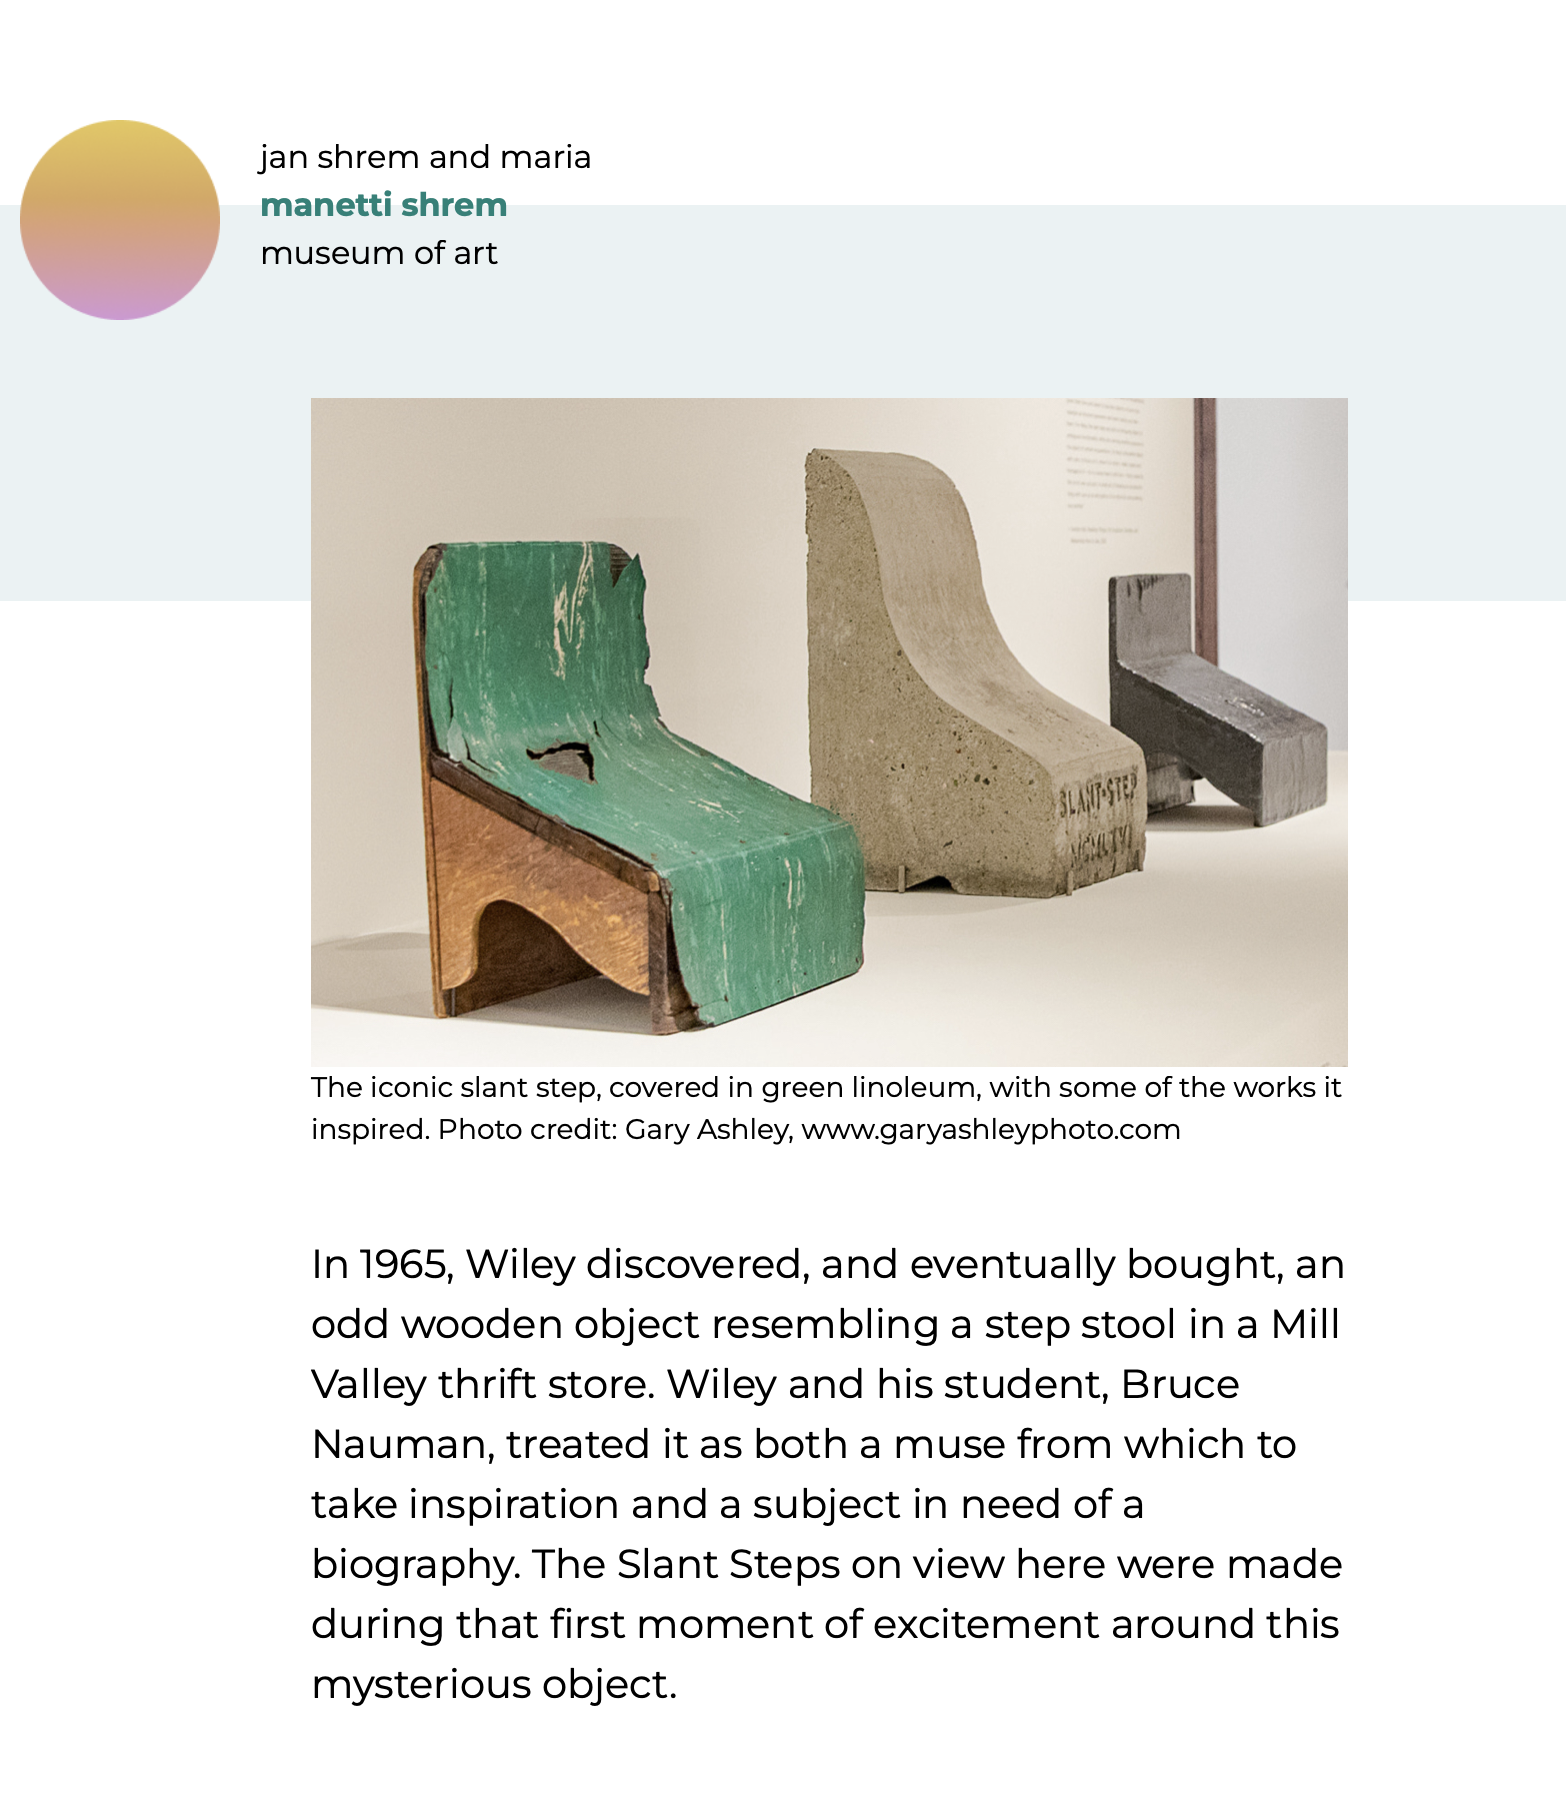 jan shrem and maria
manetti shrem
museum of art
SLANT-STEP
MCMLXVI
The iconic slant step, covered in green linoleum, with some of the works it
inspired. Photo credit: Gary Ashley, www.garyashleyphoto.com
In 1965, Wiley discovered, and eventually bought, an
odd wooden object resembling a step stool in a Mill
Valley thrift store. Wiley and his student, Bruce
Nauman, treated it as both a muse from which to
take inspiration and a subject in need of a
biography. The Slant Steps on view here were made
during that first moment of excitement around this
mysterious object.